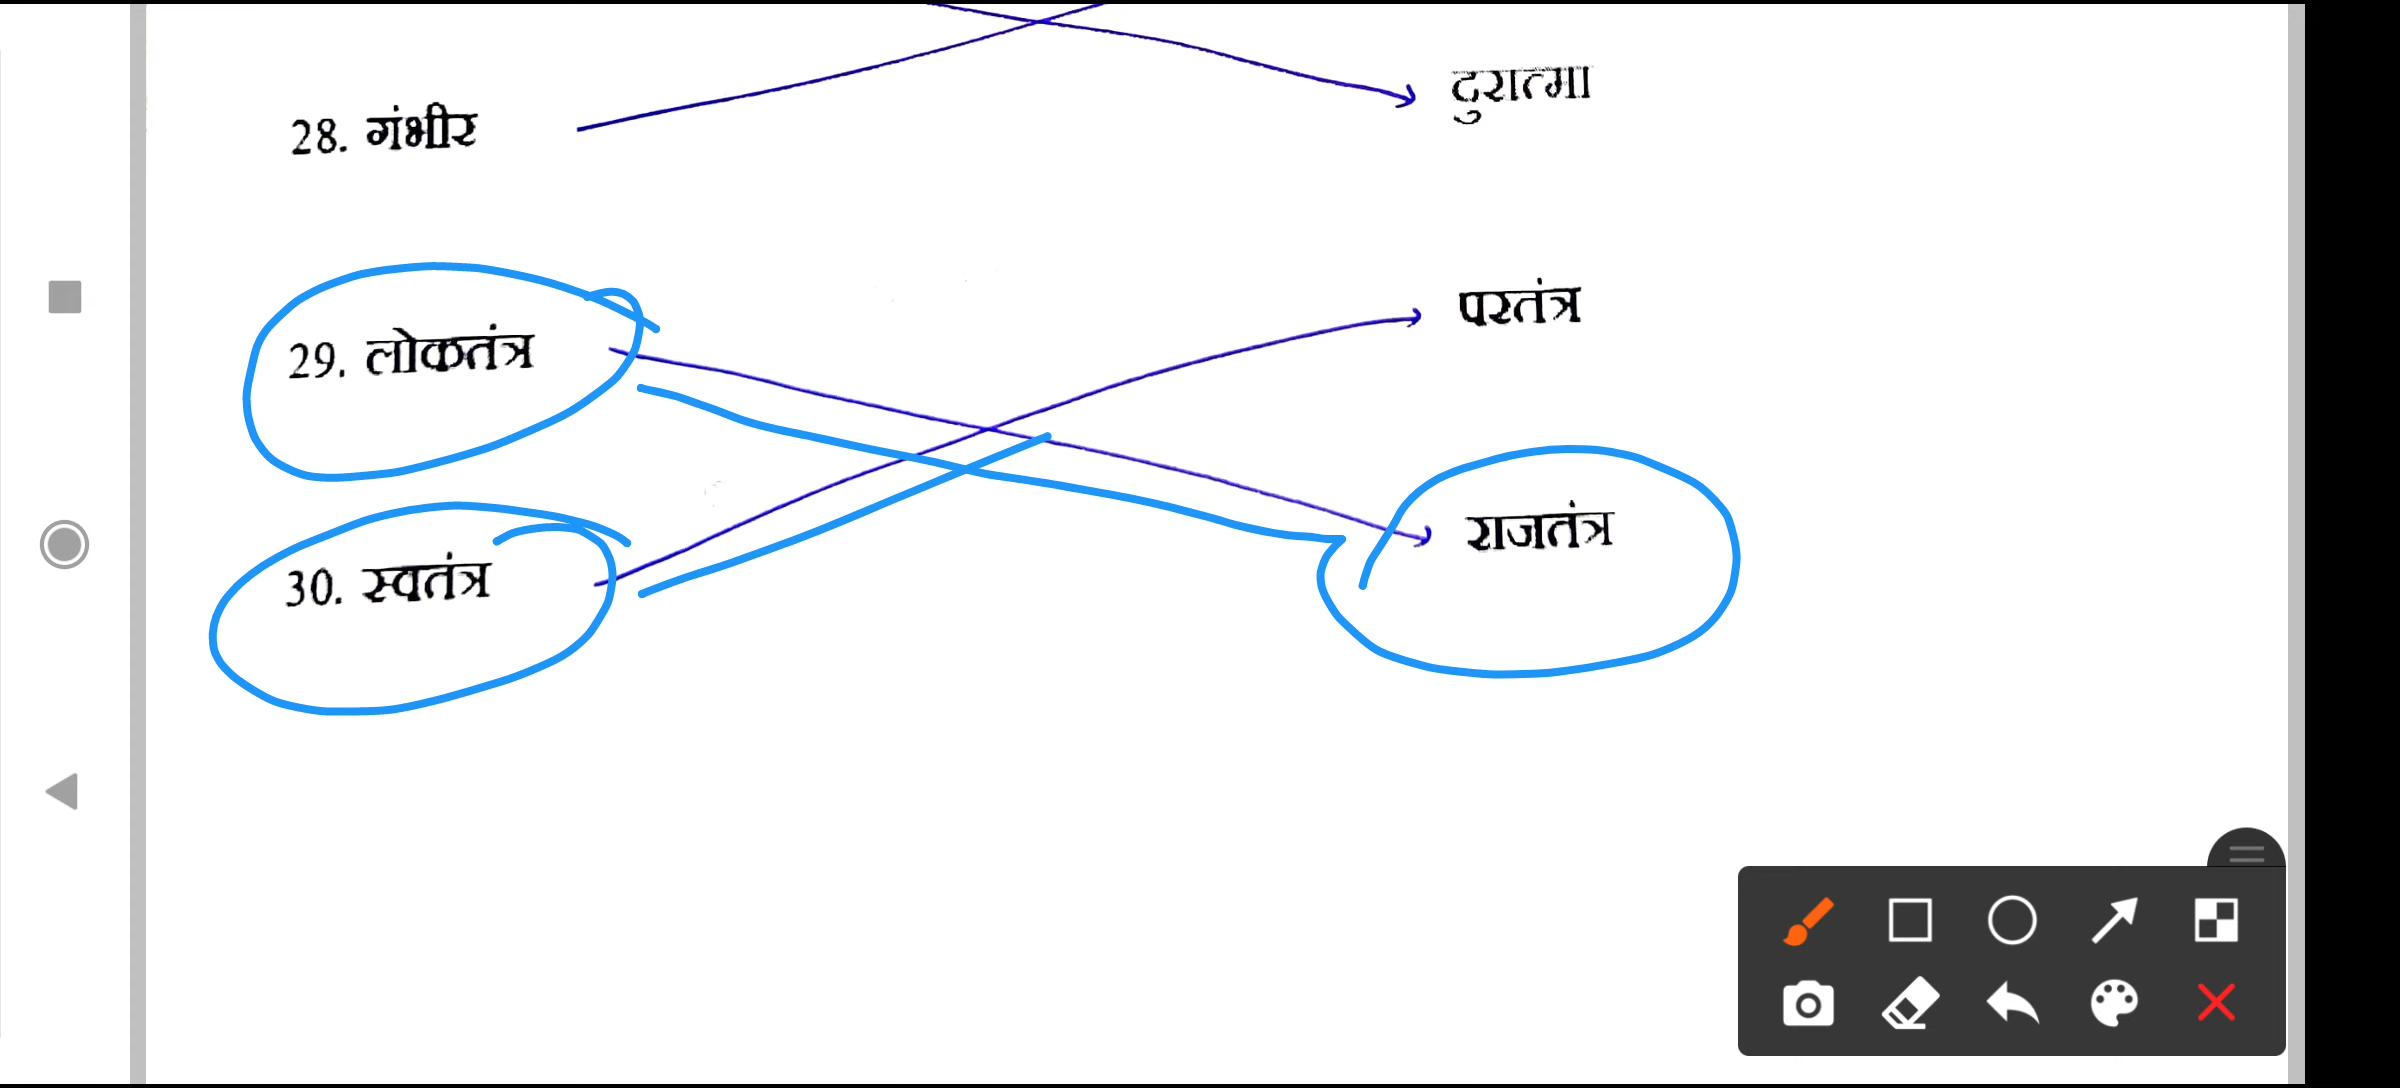 दुरात्मा
28. गंभीर
परतंत्र
29. लोकतंत्र
राजतंत्र
30. स्वतंत्र